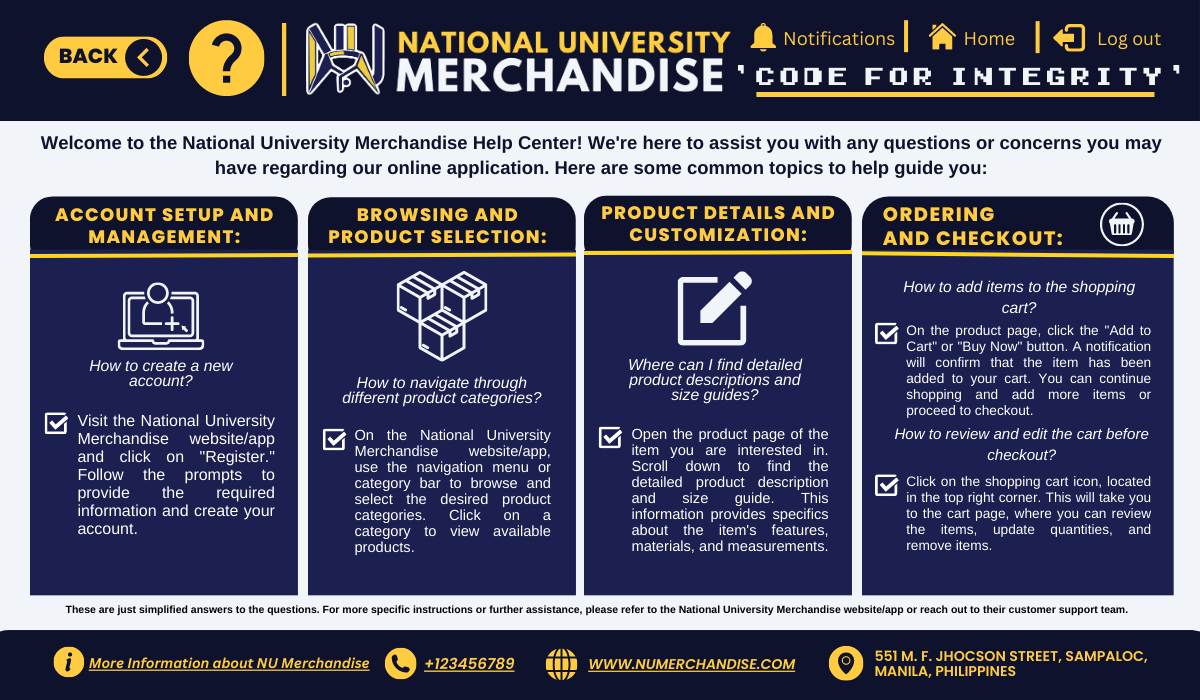 BACK
?
NATIONAL UNIVERSITY
MERCHANDISE
Notifications
Home
Log out
'CODE FOR INTEGRITY'
Welcome to the National University Merchandise Help Center! We're here to assist you with any questions or concerns you may
have regarding our online application. Here are some common topics to help guide you:
ACCOUNT SETUP AND
MANAGEMENT:
How to create a new
account?
Visit the National University
Merchandise website/app
and click on "Register."
Follow the prompts to
provide the required
information and create your
account.
BROWSING AND
PRODUCT SELECTION:
How to navigate through
different product categories?
On the National University
Merchandise website/app,
use the navigation menu or
category bar to browse and
select the desired product
categories. Click on a
category to view available
products.
PRODUCT DETAILS AND
CUSTOMIZATION:
Where can I find detailed
product descriptions and
size guides?
Open the product page of the
item you are interested in.
Scroll down to find the
detailed product description
and size guide. This
information provides specifics
about the item's features,
materials, and measurements.
ORDERING
AND CHECKOUT:
How to add items to the shopping
cart?
On the product page, click the "Add to
Cart" or "Buy Now" button. A notification
will confirm that the item has been
added to your cart. You can continue
shopping and add more items or
proceed to checkout.
How to review and edit the cart before
checkout?
Click on the shopping cart icon, located
in the top right corner. This will take you
to the cart page, where you can review
the items, update quantities, and
remove items.
These are just simplified answers to the questions. For more specific instructions or further assistance, please refer to the National University Merchandise website/app or reach out to their customer support team.
More Information about NU Merchandise
+123456789
WWW.NUMERCHANDISE.COM
551 M. F. JHOCSON STREET, SAMPALOC,
MANILA, PHILIPPINES